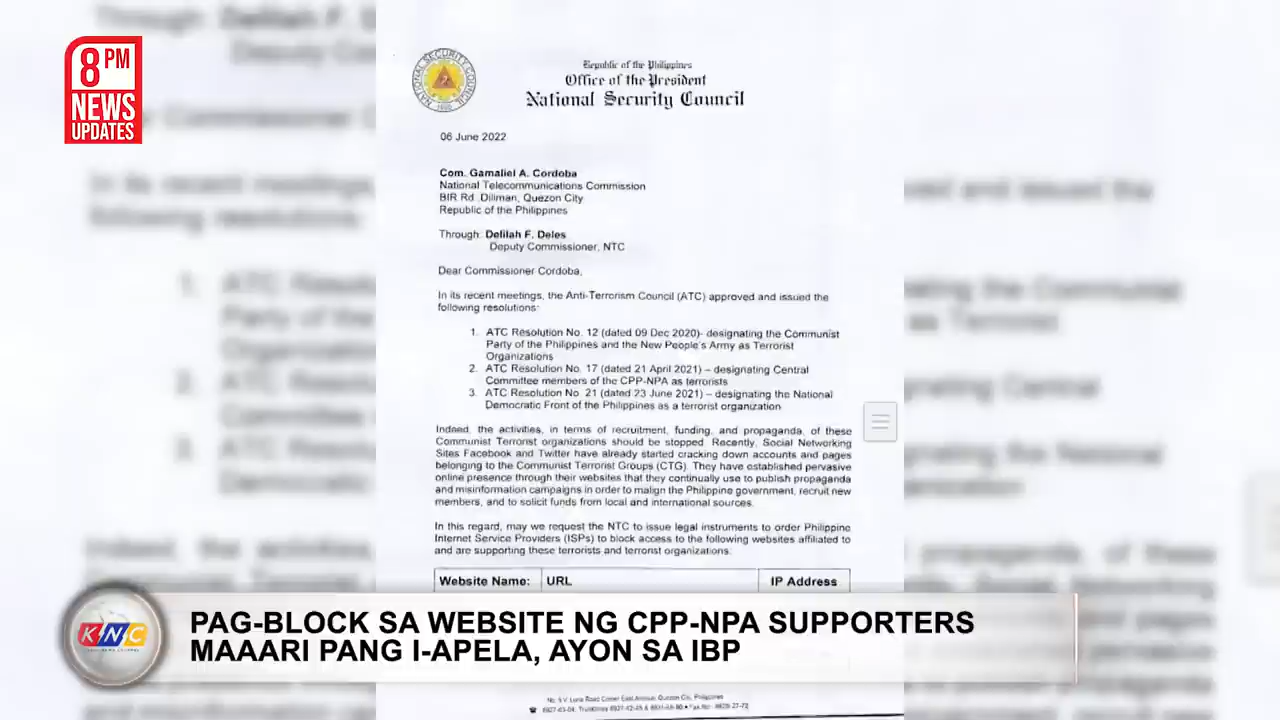 8 PM
NEWS
UPDATES
NATIONAL SECURITY COUNCIL
Republic of the Philippines
Office of the President
National Security Council
06 June 2022
Com. Gamaliel A. Cordoba
National Telecommunications Commission
BIR Rd. Diliman, Quezon City
Republic of the Philippines
Through: Delilah F. Deles
Deputy Commissioner, NTC
Dear Commissioner Cordoba,
In its recent meetings, the Anti-Terrorism Council (ATC) approved and issued the
following resolutions:
1. ATC Resolution No. 12 (dated 09 Dec 2020)- designating the Communist
Party of the Philippines and the New People's Army as Terrorist
Organizations
2. ATC Resolution No. 17 (dated 21 April 2021) – designating Central
Committee members of the CPP-NPA as terrorists
3. ATC Resolution No. 21 (dated 23 June 2021) – designating the National
Democratic Front of the Philippines as a terrorist organization
Indeed, the activities, in terms of recruitment, funding, and propaganda, of these
Communist Terrorist organizations should be stopped. Recently, Social Networking
Sites Facebook and Twitter have already started cracking down accounts and pages
belonging to the Communist Terrorist Groups (CTG). They have established pervasive
online presence through their websites that they continually use to publish propaganda
and misinformation campaigns in order to malign the Philippine government, recruit new
members, and to solicit funds from local and international sources.
In this regard, may we request the NTC to issue legal instruments to order Philippine
Internet Service Providers (ISPs) to block access to the following websites affiliated to
and are supporting these terrorists and terrorist organizations:
Website Name: URL IP Address
KNC
PAG-BLOCK SA WEBSITE NG CPP-NPA SUPPORTERS
MAAARI PANG I-APELA, AYON SA IBP